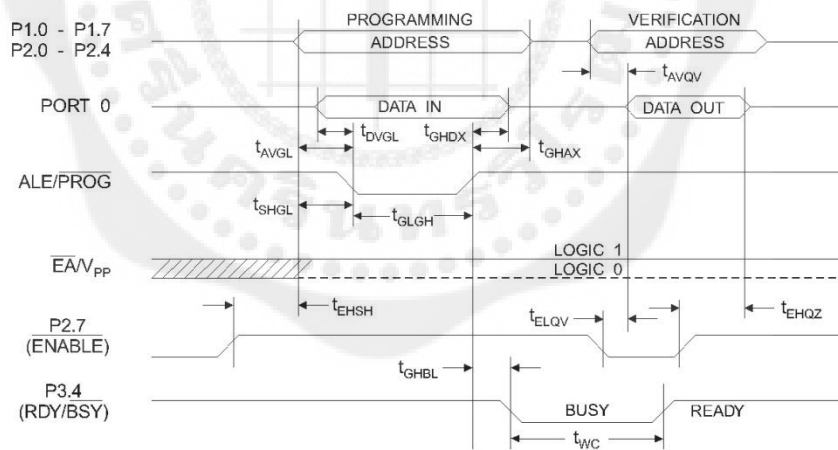 PROGRAMMING VERIFICATION
P1.0 - P1.7
P2.0 - P2.4
ADDRESS ADDRESS
tAVQV
PORT 0 DATA IN DATA OUT
tDVGL tGHDX
tAVGL tGHAX
ALE/PROG
tSHGL tGLGH
LOGIC 1
EA/VPP
LOGIC 0
tEHSH tELQV tEHQZ
P2.7
(ENABLE)
tGHBL
P3.4
(RDY/BSY) BUSY READY
tWC